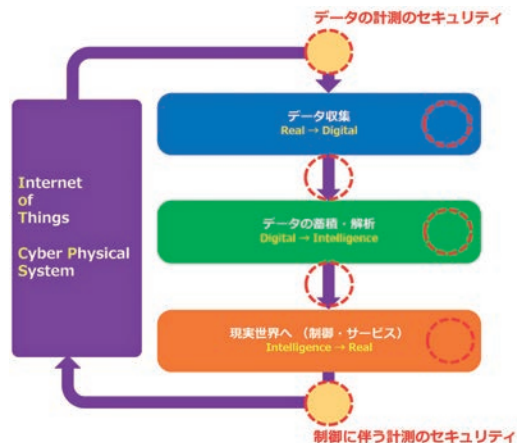 データの計測のセキュリティ
データ収集
Real → Digital
Internet
of
Things
Cyber Physical
System
データの蓄積・解析
Digital → Intelligence
現実世界へ （制御・サービス）
Intelligence → Real
制御に伴う計測のセキュリティ